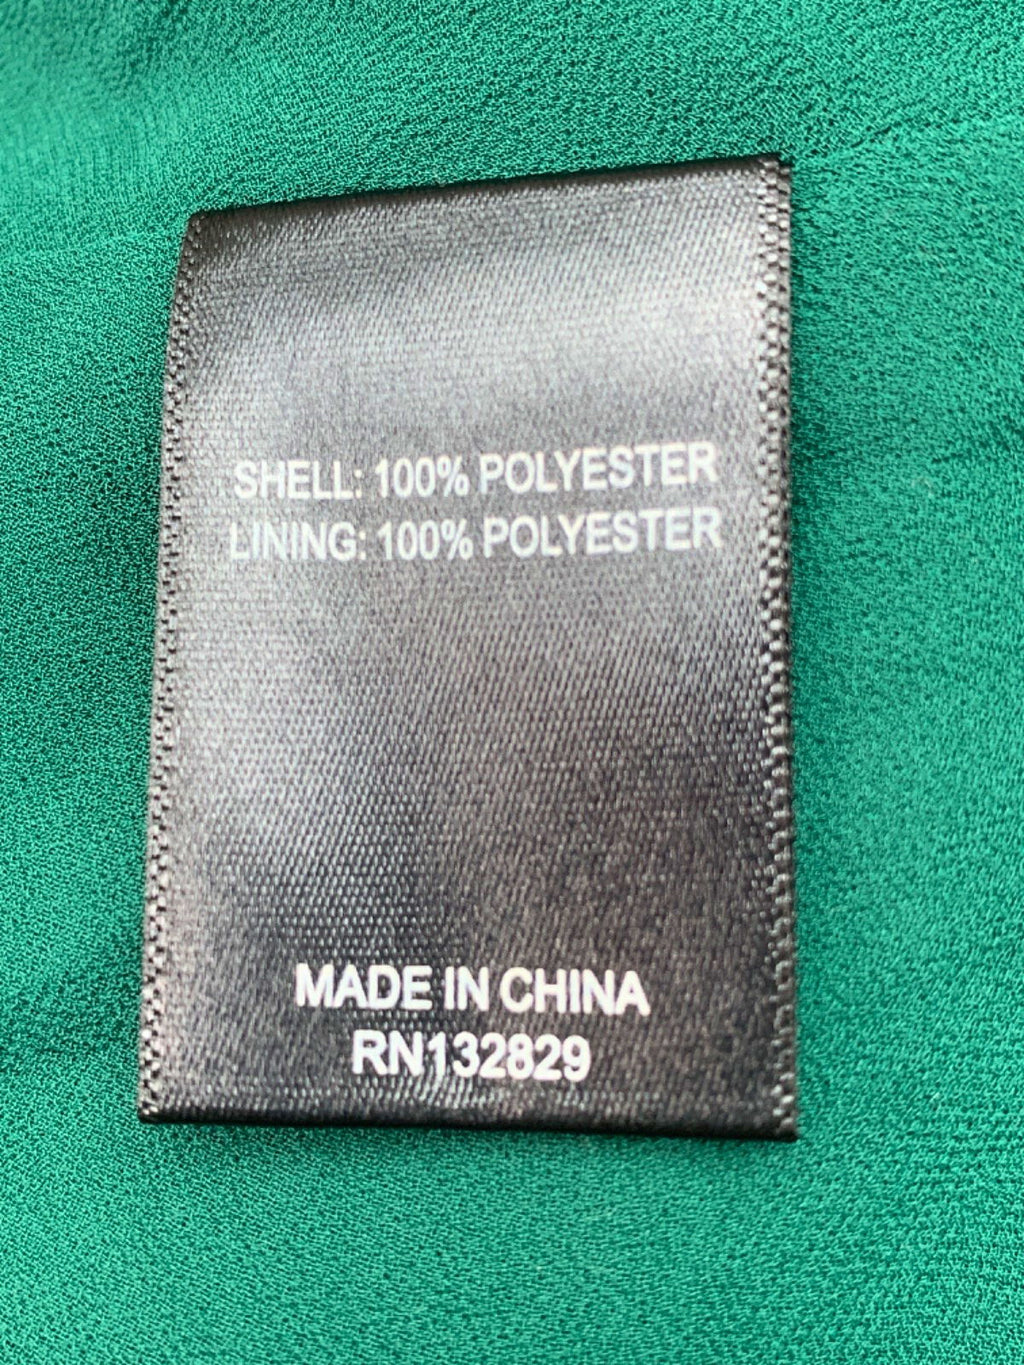 SHELL: 100% POLYESTER
LINING: 100% POLYESTER
MADE IN CHINA
RN132829